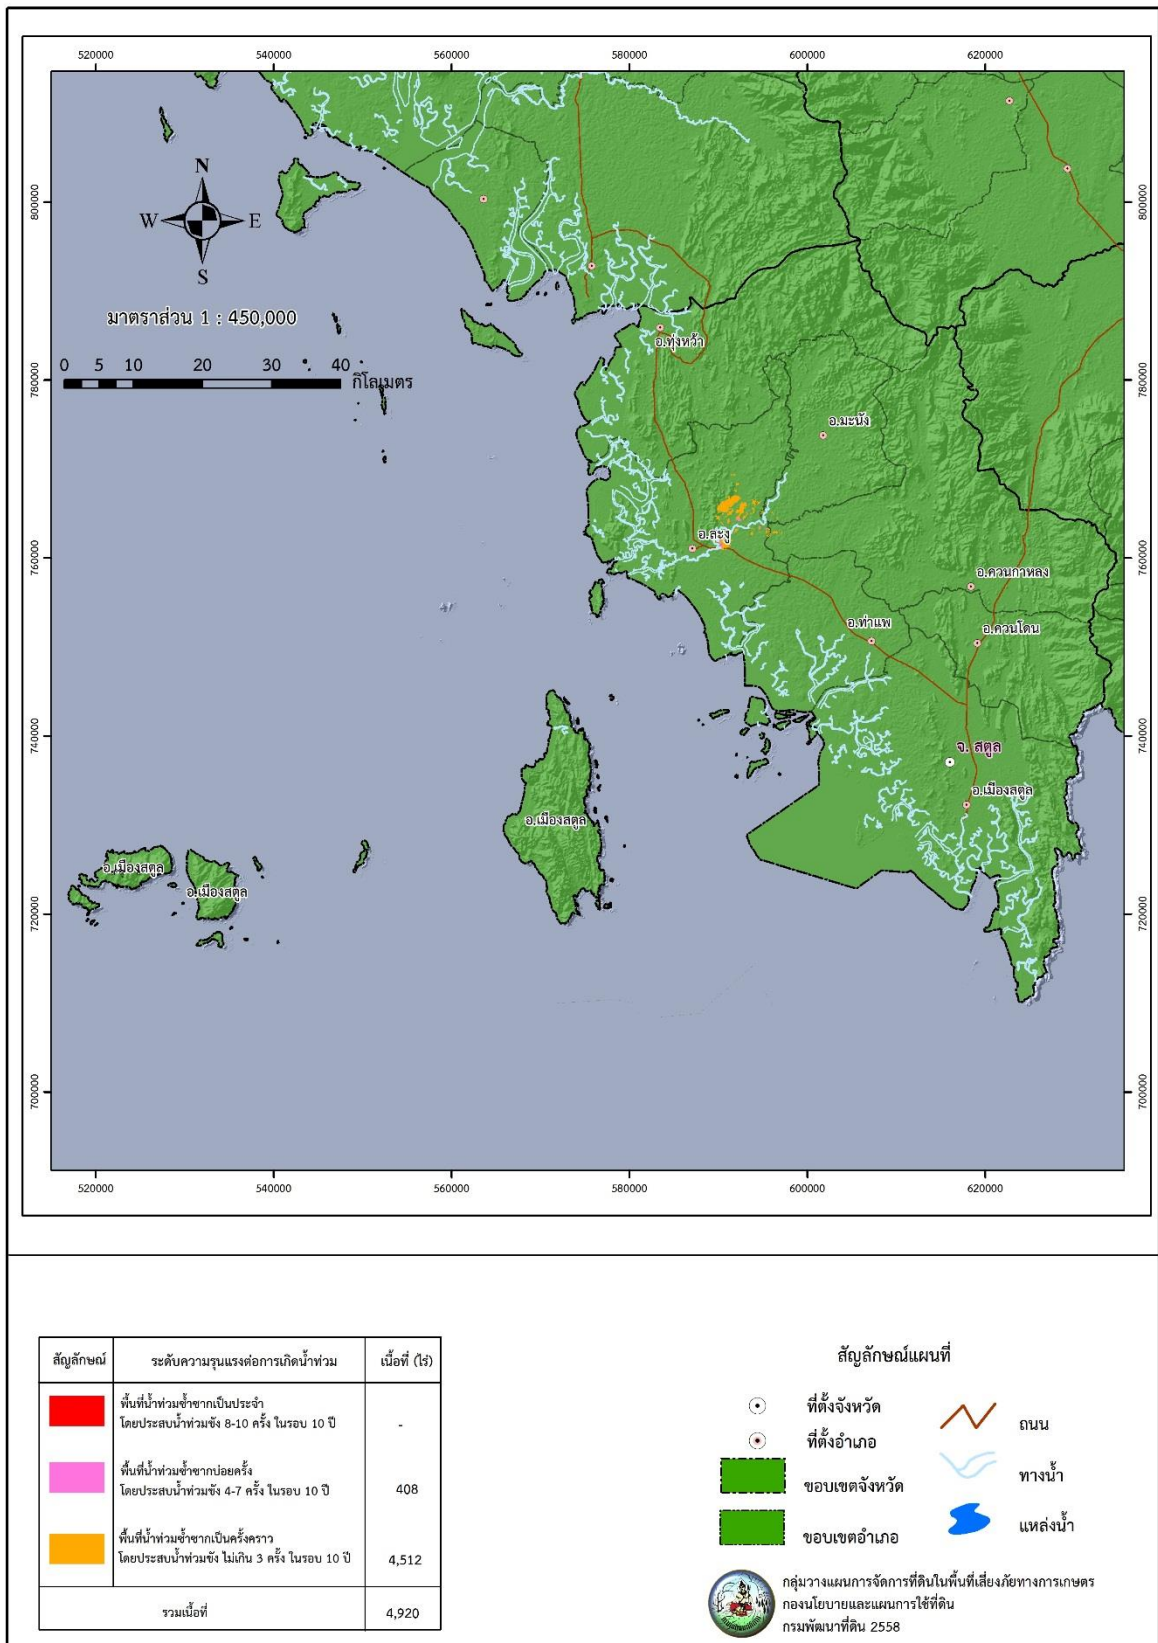 520000 540000 560000 580000 600000 620000
N
W E
S
มาตราส่วน 1 : 450,000
0 5 10 20 30 40
กิโลเมตร
800000 800000
780000 780000
760000 760000
740000 740000
720000 720000
700000 700000
อ.ทุ่งหว้า
อ.มะนัง
อ.ละงู
อ.ควนกาหลง
อ.ท่าแพ
อ.ควนโดน
จ. สตูล
อ.เมืองสตูล
อ.เมืองสตูล
อ.เมืองสตูล
อ.เมืองสตูล
520000 540000 560000 580000 600000 620000
สัญลักษณ์ ระดับความรุนแรงต่อการเกิดน้ำท่วม เนื้อที่ (ไร่)
พื้นที่น้ำท่วมซ้ำซากเป็นประจำ
โดยประสบน้ำท่วมขัง 8-10 ครั้ง ในรอบ 10 ปี -
พื้นที่น้ำท่วมซ้ำซากบ่อยครั้ง
โดยประสบน้ำท่วมขัง 4-7 ครั้ง ในรอบ 10 ปี 408
พื้นที่น้ำท่วมซ้ำซากเป็นครั้งคราว
โดยประสบน้ำท่วมขัง ไม่เกิน 3 ครั้ง ในรอบ 10 ปี 4,512
รวมเนื้อที่ 4,920
สัญลักษณ์แผนที่
ที่ตั้งจังหวัด
ที่ตั้งอำเภอ
ขอบเขตจังหวัด
ขอบเขตอำเภอ
ถนน
ทางน้ำ
แหล่งน้ำ
กลุ่มวางแผนการจัดการที่ดินในพื้นที่เสี่ยงภัยทางการเกษตร
กองนโยบายและแผนการใช้ที่ดิน
กรมพัฒนาที่ดิน 2558